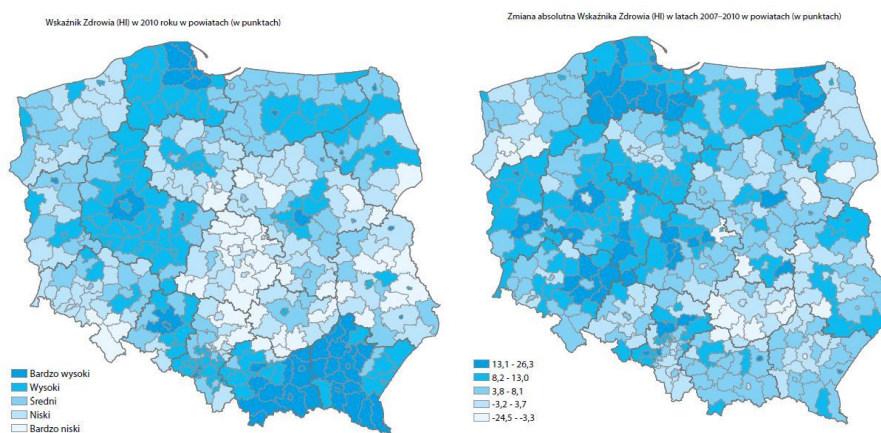 Wskaźnik Zdrowia (HI) w 2010 roku w powiatach (w punktach)
Bardzo wysoki
Wysoki
Średni
Niski
Bardzo niski
Zmiana absolutna Wskaźnika Zdrowia (HI) w latach 2007–2010 w powiatach (w punktach)
13,1 - 26,3
8,2 - 13,0
3,8 - 8,1
-3,2 - 3,7
-24,5 - -3,3